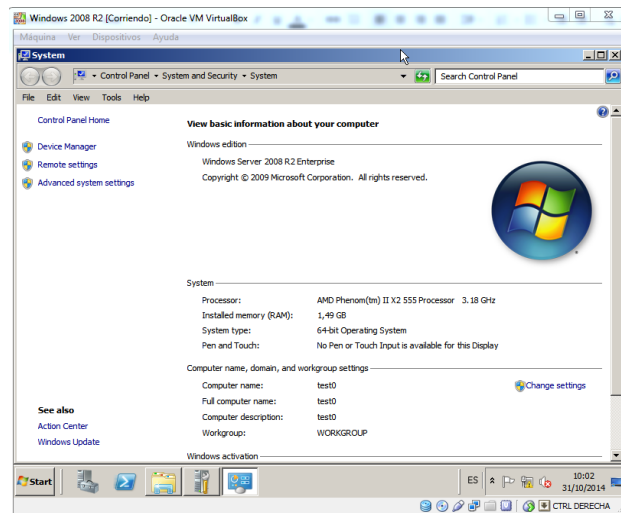 Windows 2008 R2 [Corriendo] - Oracle VM VirtualBox
Máquina Ver Dispositivos Ayuda
System
Control Panel System and Security System Search Control Panel
File Edit View Tools Help
Control Panel Home
Device Manager
Remote settings
Advanced system settings
View basic information about your computer
Windows edition
Windows Server 2008 R2 Enterprise
Copyright © 2009 Microsoft Corporation. All rights reserved.
System
Processor: AMD Phenom(tm) II X2 555 Processor 3.18 GHz
Installed memory (RAM): 1,49 GB
System type: 64-bit Operating System
Pen and Touch: No Pen or Touch Input is available for this Display
Computer name, domain, and workgroup settings
Computer name: test0 Change settings
Full computer name: test0
Computer description: test0
Workgroup: WORKGROUP
Windows activation
See also
Action Center
Windows Update
Start ES 10:02
31/10/2014
CTRL DERECHA